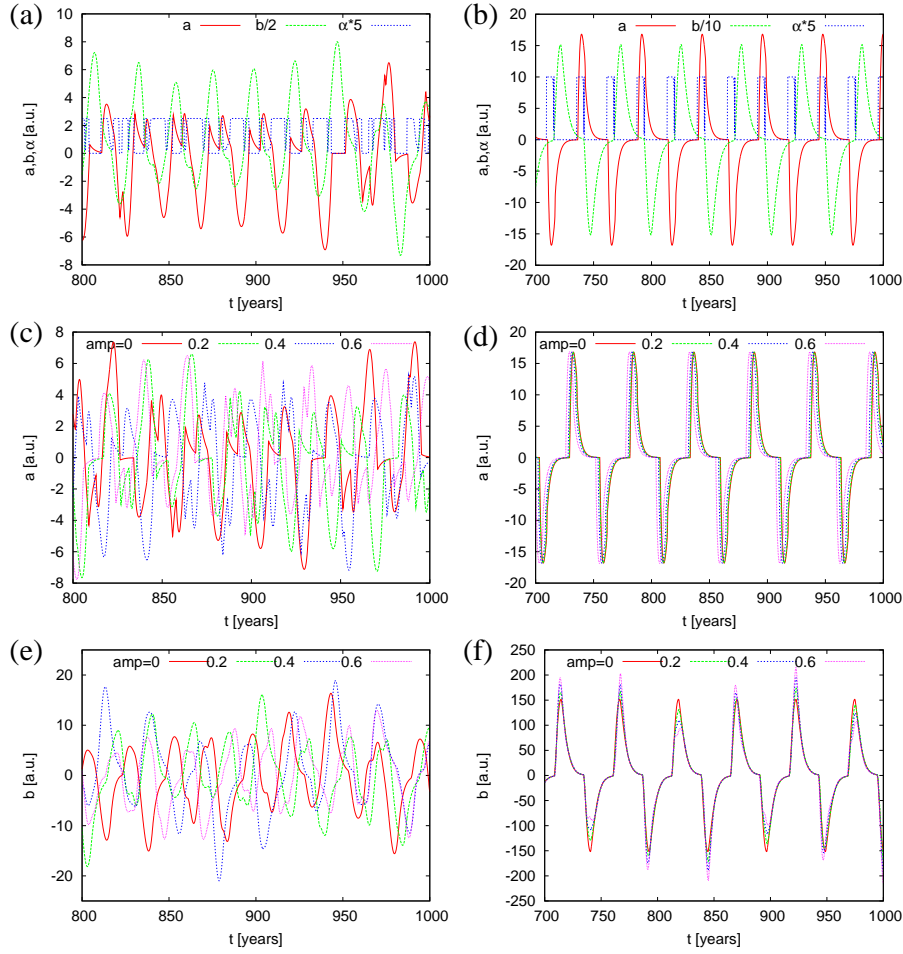 (a)
a b/2 α*5
8
6
4
2
0
-2
-4
-6
-8
a,b,α [a.u.]
800 850 900 950 1000
t [years]
(b)
a b/10 α*5
20
15
10
5
0
-5
-10
-15
-20
a,b,α [a.u.]
700 750 800 850 900 950 1000
t [years]
(c)
amp=0 0.2 0.4 0.6
8
6
4
2
0
-2
-4
-6
-8
a [a.u.]
800 850 900 950 1000
t [years]
(d)
amp=0 0.2 0.4 0.6
20
15
10
5
0
-5
-10
-15
-20
a [a.u.]
700 750 800 850 900 950 1000
t [years]
(e)
amp=0 0.2 0.4 0.6
20
10
0
-10
-20
b [a.u.]
800 850 900 950 1000
t [years]
(f)
amp=0 0.2 0.4 0.6
250
200
150
100
50
0
-50
-100
-150
-200
-250
b [a.u.]
700 750 800 850 900 950 1000
t [years]